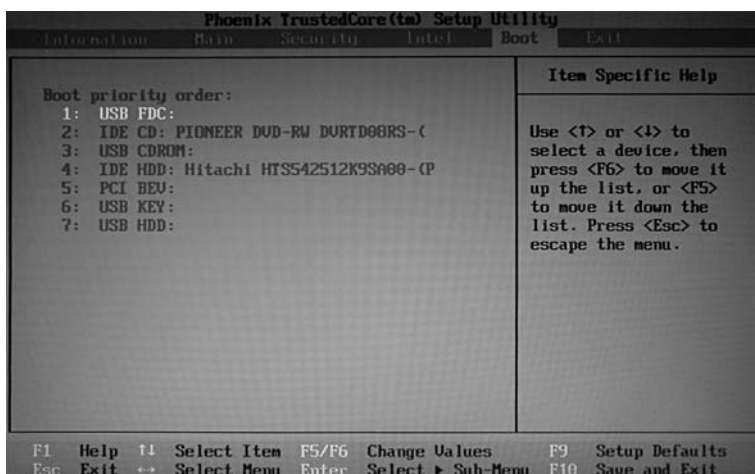 Phoenix TrustedCore(tm) Setup Utility
Information Main Security Intel Boot Exit
Boot priority order:
1: USB FDC:
2: IDE CD: PIONEER DVD-RW DVRTD08RS-(
3: USB CDROM:
4: IDE HDD: Hitachi HTS542512K9SA00-(P
5: PCI BEV:
6: USB KEY:
7: USB HDD:
Item Specific Help
Use <↑> or <↓> to
select a device, then
press <F6> to move it
up the list, or <F5>
to move it down the
list. Press <Esc> to
escape the menu.
F1 Help ↑↓ Select Item F5/F6 Change Values F9 Setup Defaults
Esc Exit ↔ Select Menu Enter Select ▶ Sub-Menu F10 Save and Exit